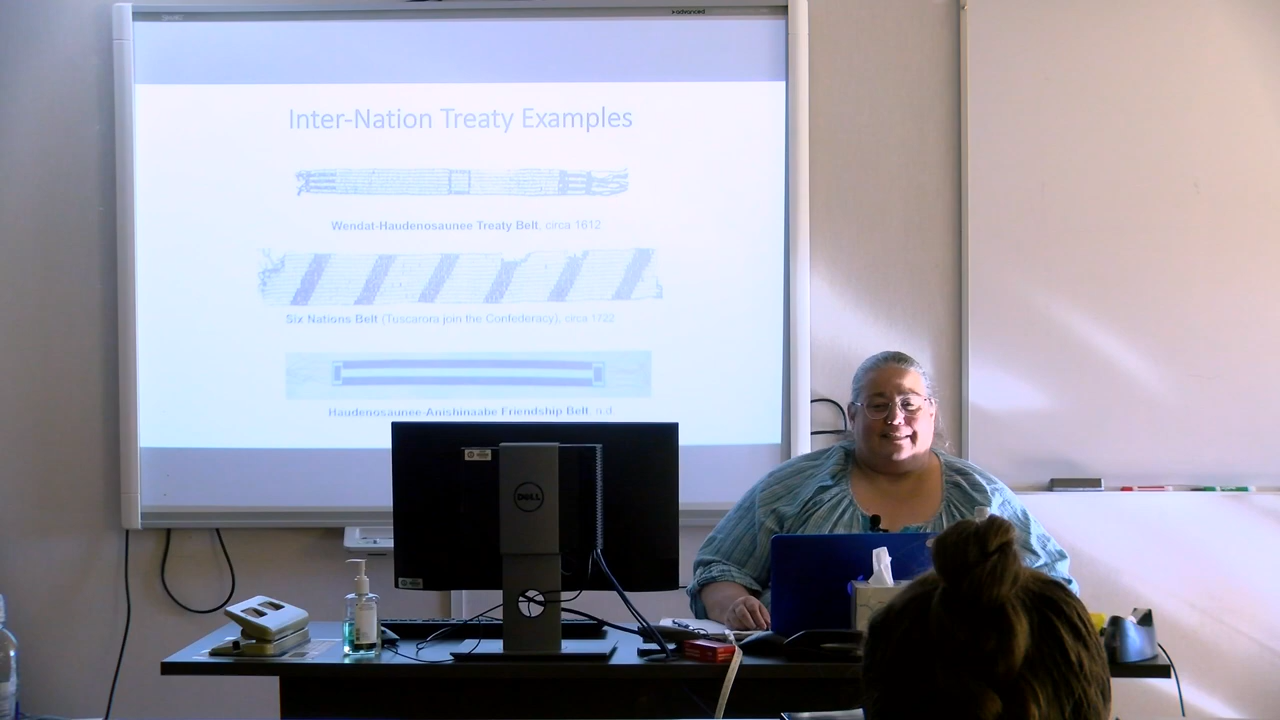 Inter-Nation Treaty Examples
Wendat-Haudenosaunee Treaty Belt, circa 1612
Six Nations Belt (Tuscarora join the Confederacy), circa 1722
Haudenosaunee-Anishinaabe Friendship Belt, n.d.
DELL